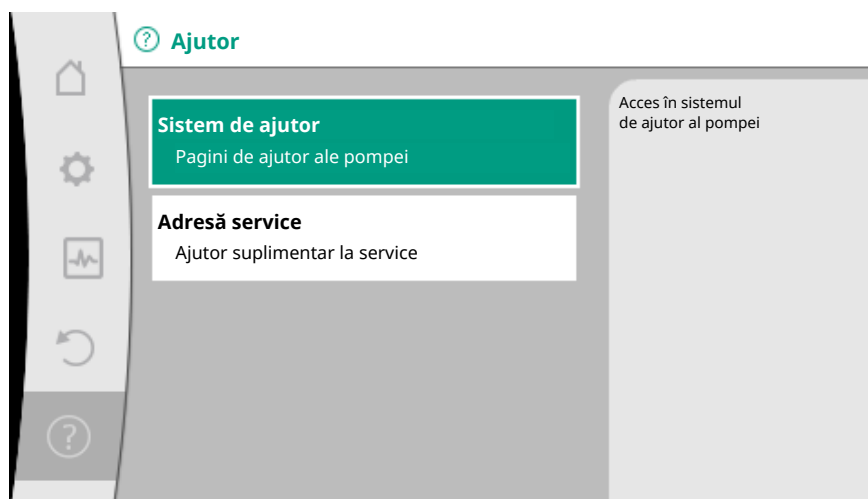 Ajutor
Sistem de ajutor
Pagini de ajutor ale pompei
Adresă service
Ajutor suplimentar la service
Acces în sistemul
de ajutor al pompei